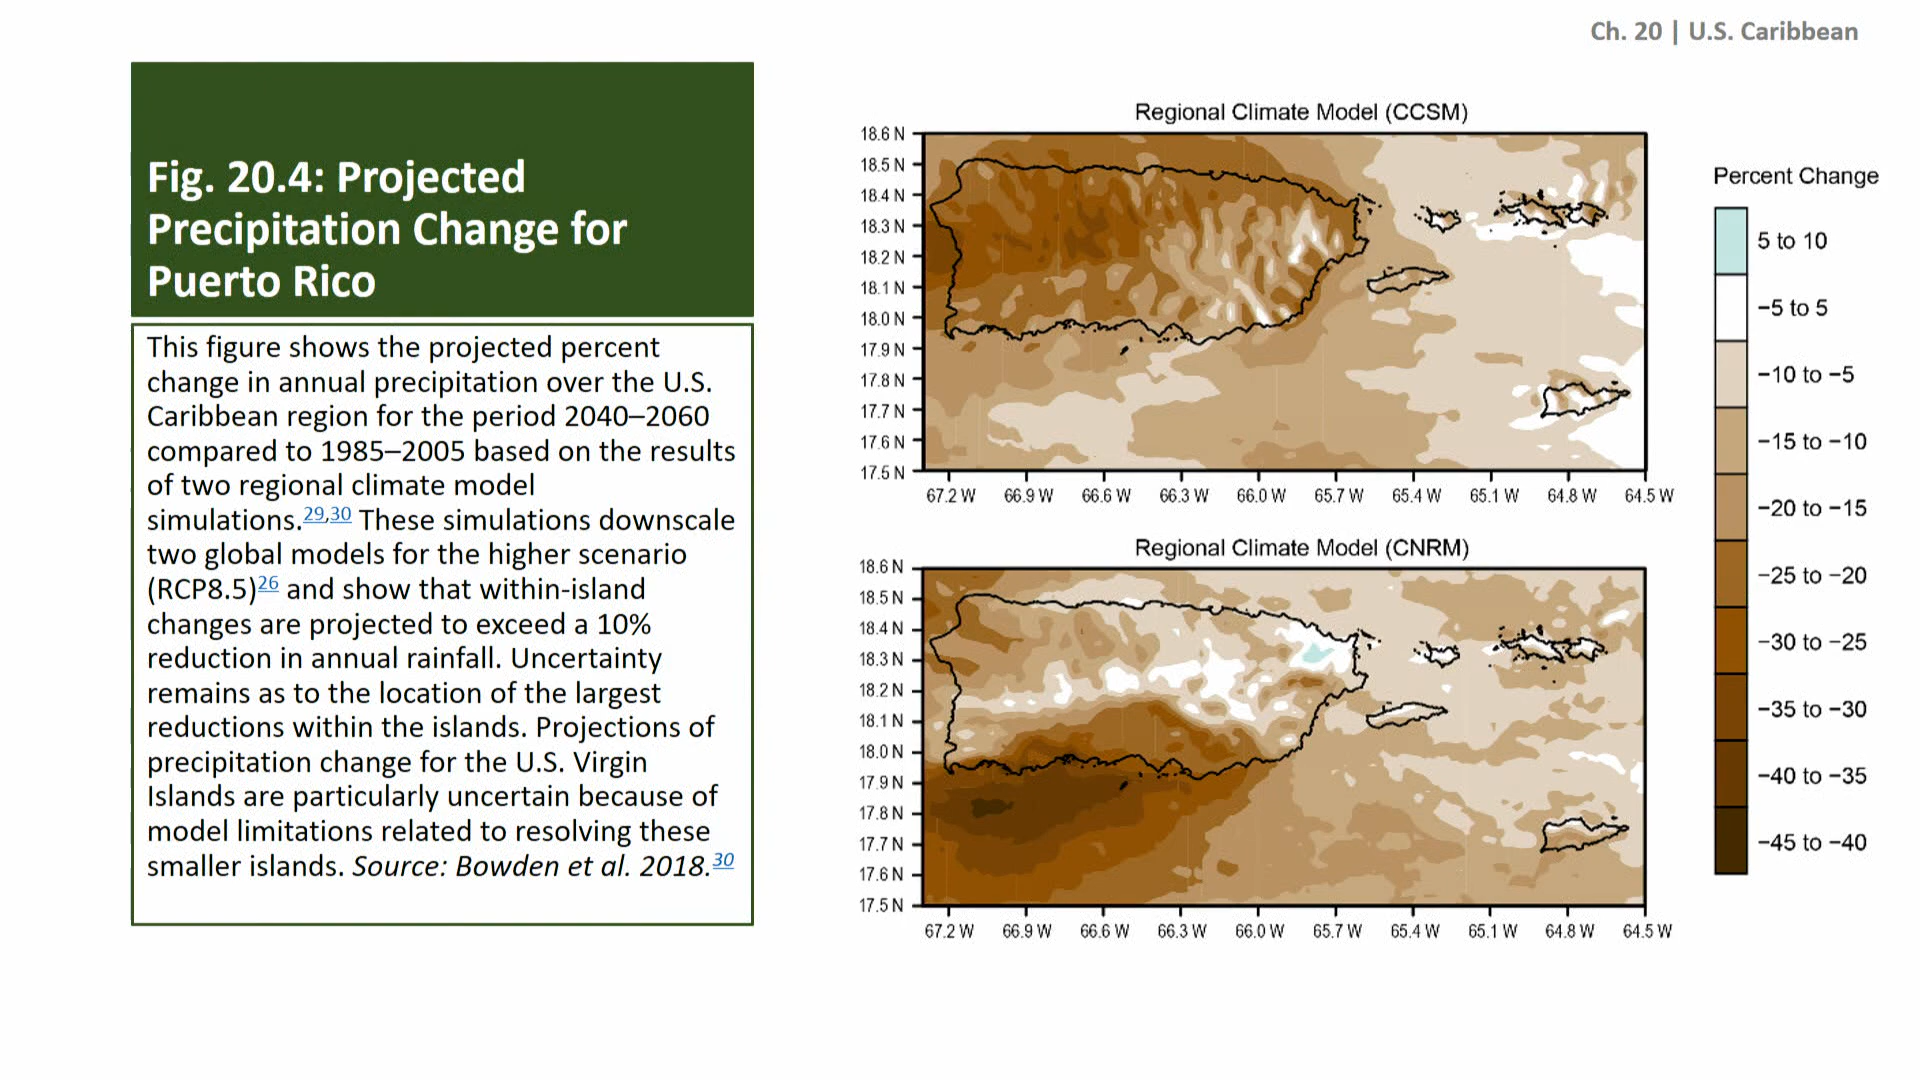 Ch. 20 | U.S. Caribbean
Fig. 20.4: Projected
Precipitation Change for
Puerto Rico
This figure shows the projected percent
change in annual precipitation over the U.S.
Caribbean region for the period 2040–2060
compared to 1985–2005 based on the results
of two regional climate model
simulations.29,30 These simulations downscale
two global models for the higher scenario
(RCP8.5)26 and show that within-island
changes are projected to exceed a 10%
reduction in annual rainfall. Uncertainty
remains as to the location of the largest
reductions within the islands. Projections of
precipitation change for the U.S. Virgin
Islands are particularly uncertain because of
model limitations related to resolving these
smaller islands. Source: Bowden et al. 2018.30
Regional Climate Model (CCSM)
18.6 N
18.5 N
18.4 N
18.3 N
18.2 N
18.1 N
18.0 N
17.9 N
17.8 N
17.7 N
17.6 N
17.5 N
67.2 W 66.9 W 66.6 W 66.3 W 66.0 W 65.7 W 65.4 W 65.1 W 64.8 W 64.5 W
Regional Climate Model (CNRM)
18.6 N
18.5 N
18.4 N
18.3 N
18.2 N
18.1 N
18.0 N
17.9 N
17.8 N
17.7 N
17.6 N
17.5 N
67.2 W 66.9 W 66.6 W 66.3 W 66.0 W 65.7 W 65.4 W 65.1 W 64.8 W 64.5 W
Percent Change
5 to 10
−5 to 5
−10 to −5
−15 to −10
−20 to −15
−25 to −20
−30 to −25
−35 to −30
−40 to −35
−45 to −40